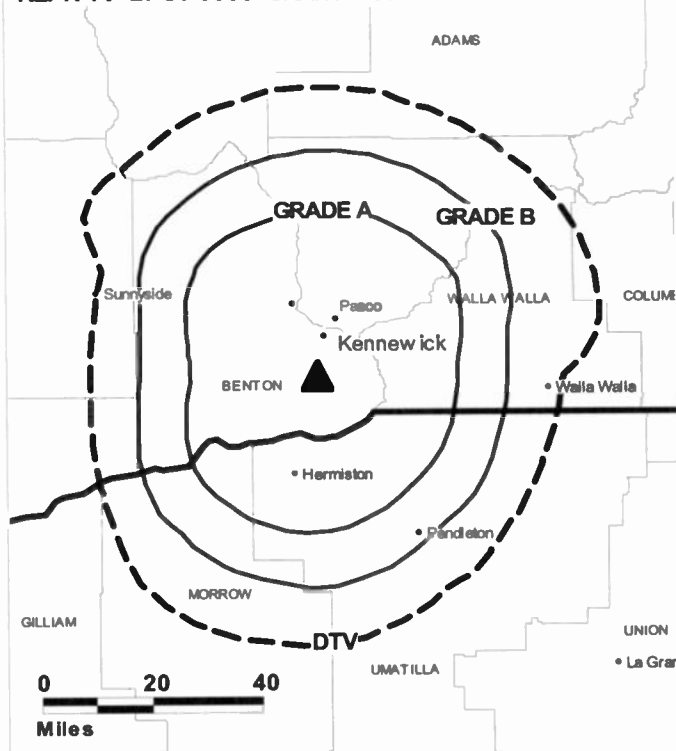 ADAMS
GRADE A
GRADE B
Sunnyside
Pasco
WALLA WALLA
Kennewick
BENTON
Walla Walla
Hermiston
Pendleton
MORROW
GILLIAM
DTV
UNION
UMATILLA
0 20 40
Miles